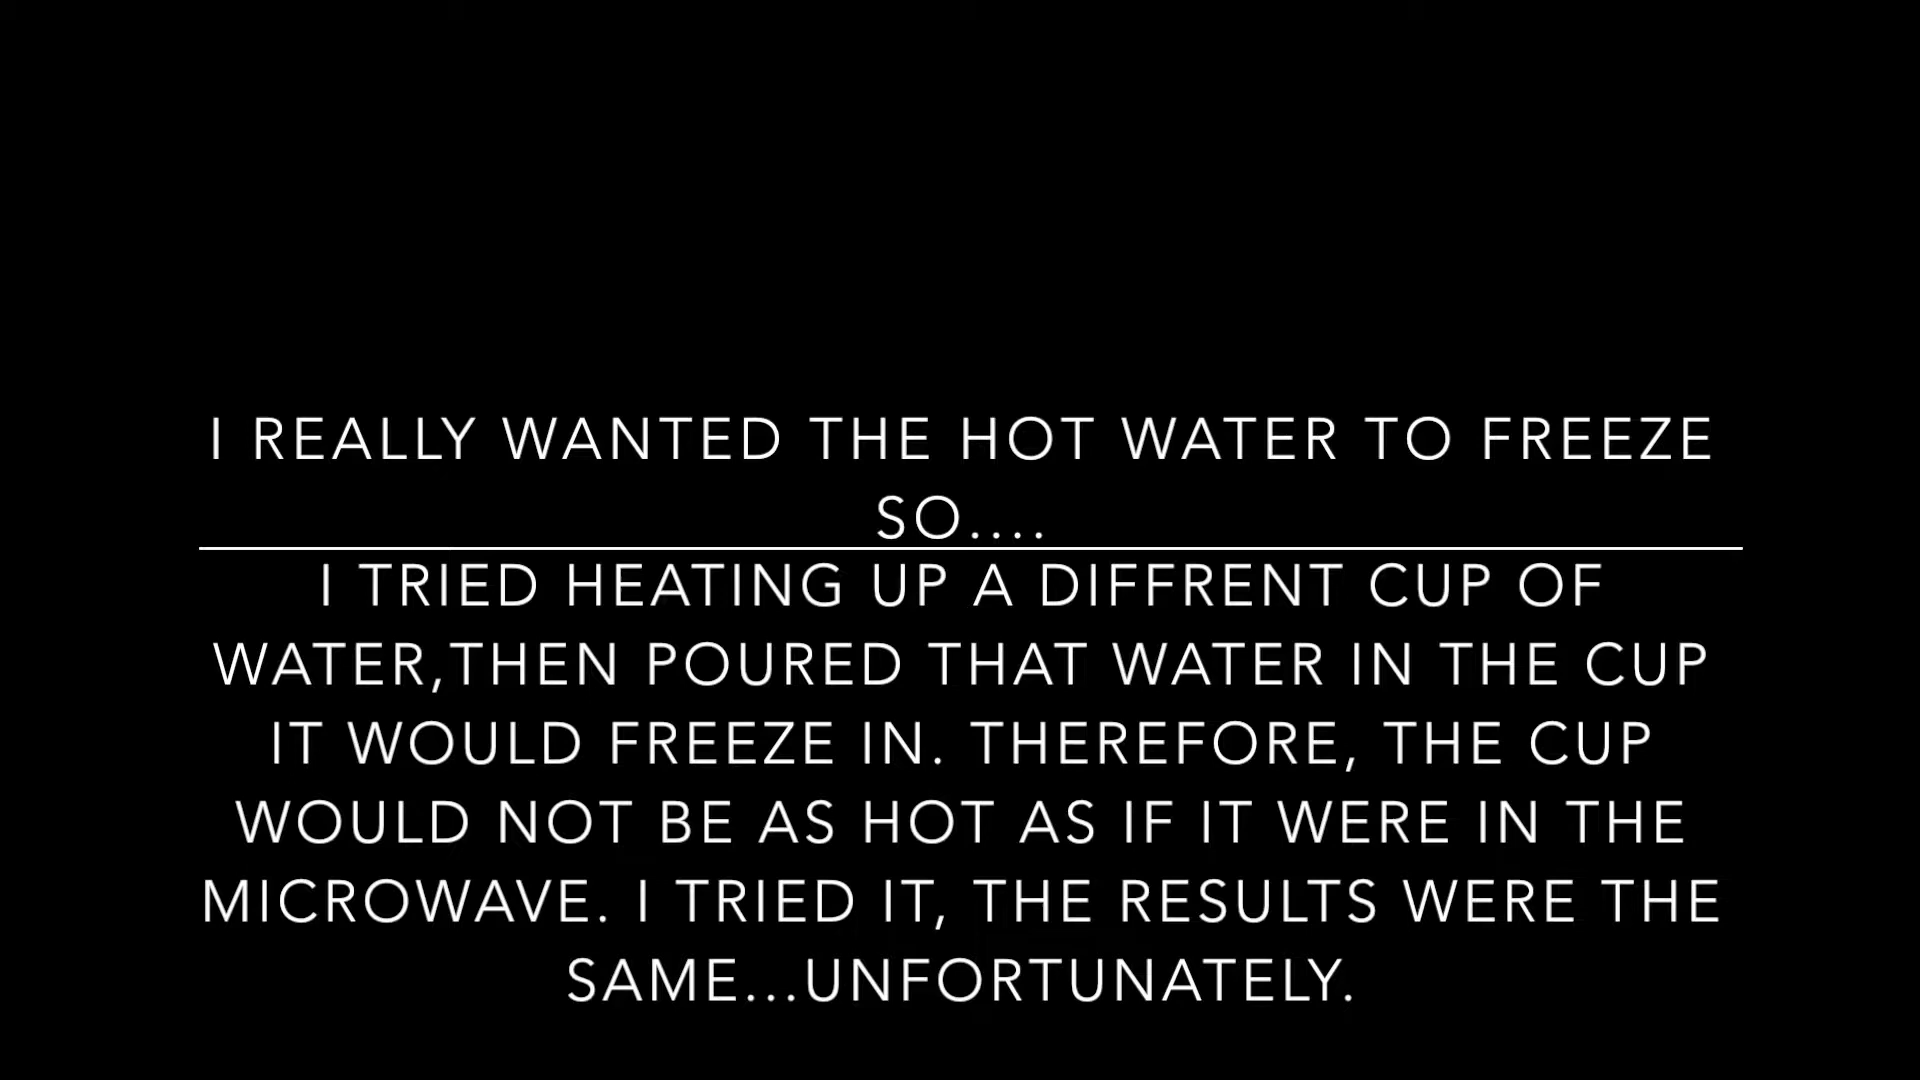 I REALLY WANTED THE HOT WATER TO FREEZE
SO....
I TRIED HEATING UP A DIFFRENT CUP OF
WATER,THEN POURED THAT WATER IN THE CUP
IT WOULD FREEZE IN. THEREFORE, THE CUP
WOULD NOT BE AS HOT AS IF IT WERE IN THE
MICROWAVE. I TRIED IT, THE RESULTS WERE THE
SAME...UNFORTUNATELY.